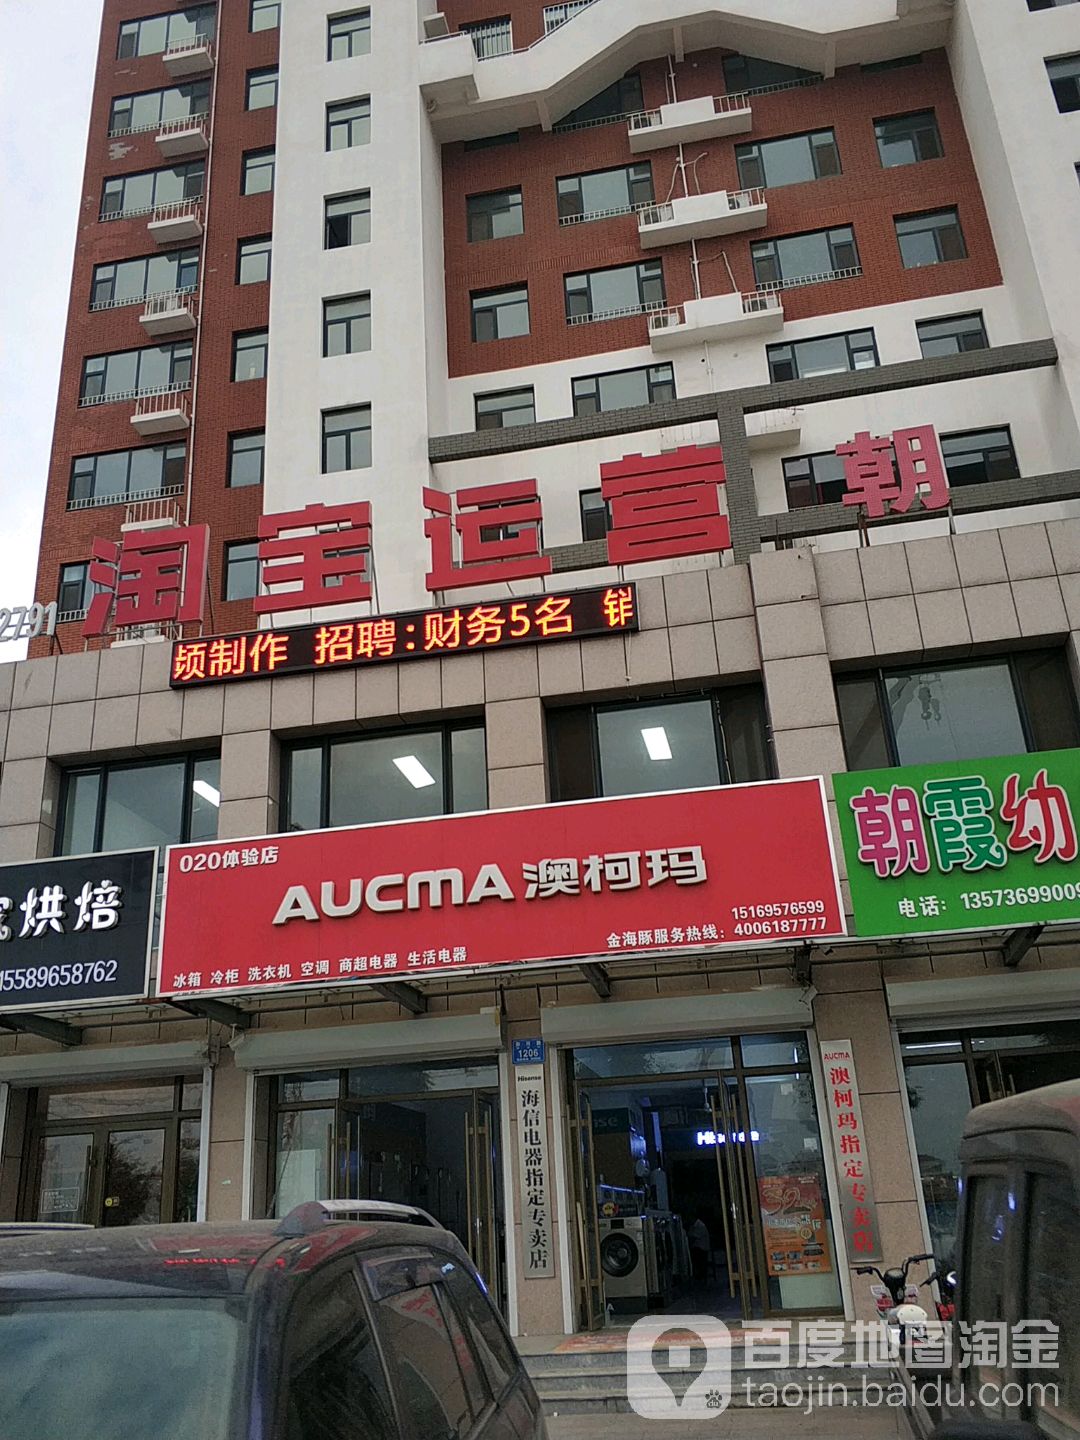 淘宝运营 朝
2791
制作 招聘:财务5名
烘焙
15589658762
O2O体验店
AUCMA 澳柯玛
15169576599
金海豚服务热线:4006187777
冰箱 冷柜 洗衣机 空调 商超电器 生活电器
朝霞幼
电话:13573699009
1206
Hisense
海信电器指定专卖店
AUCMA
澳柯玛指定专卖店
百度地图淘金
taojin.baidu.com